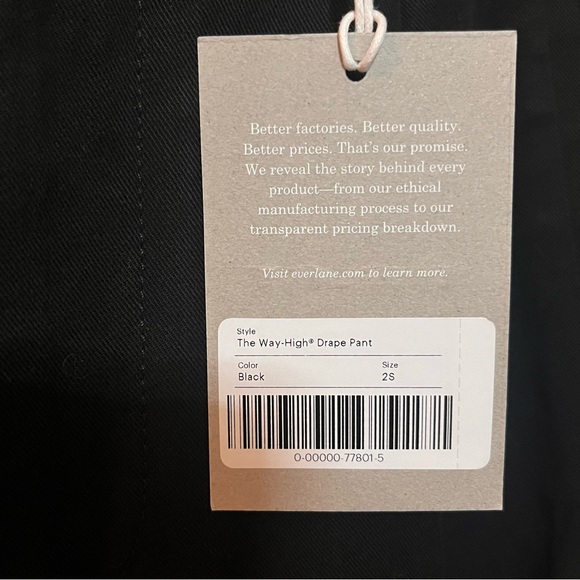 Better factories. Better quality.
Better prices. That's our promise.
We reveal the story behind every
product—from our ethical
manufacturing process to our
transparent pricing breakdown.
Visit everlane.com to learn more.
Style
The Way-High® Drape Pant
Color Size
Black 2S
0-00000-77801-5